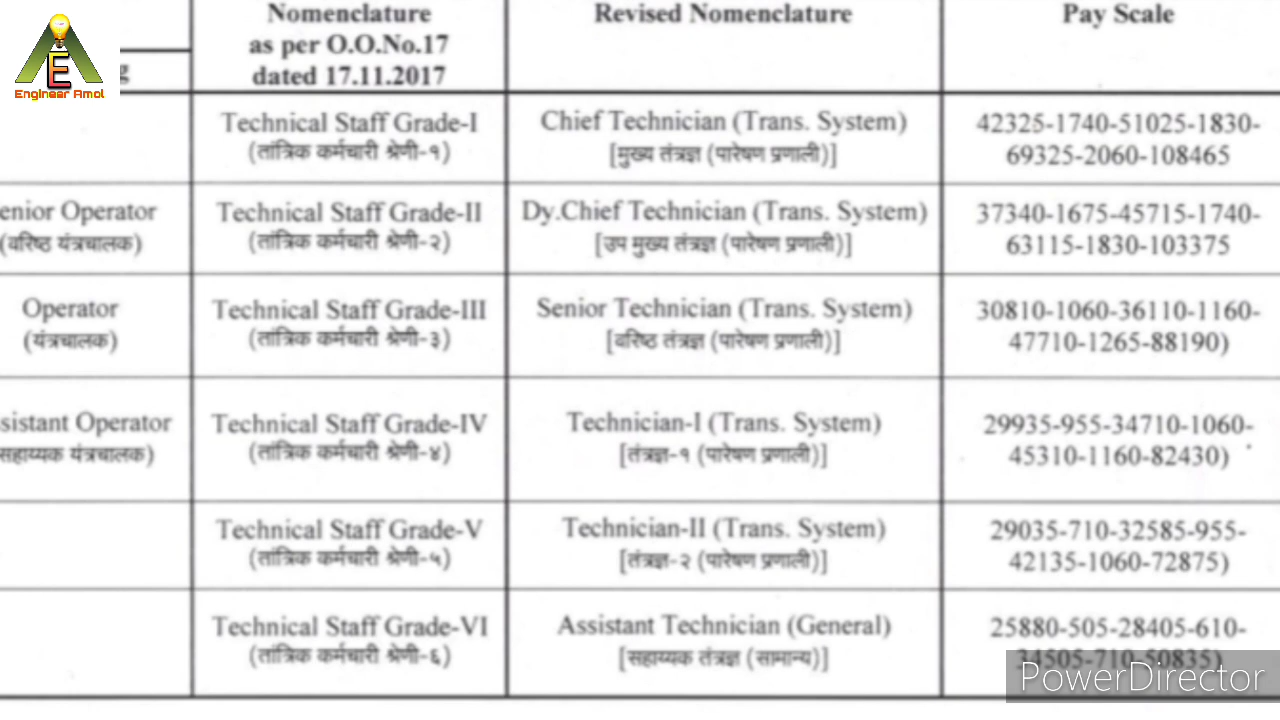 Engineer Amol
Nomenclature
as per O.O.No.17
dated 17.11.2017
Revised Nomenclature
Pay Scale
Technical Staff Grade-I
(तांत्रिक कर्मचारी श्रेणी-१)
Chief Technician (Trans. System)
[मुख्य तंत्रज्ञ (पारेषण प्रणाली)]
42325-1740-51025-1830-
69325-2060-108465
enior Operator
(वरिष्ठ यंत्रचालक)
Technical Staff Grade-II
(तांत्रिक कर्मचारी श्रेणी-२)
Dy.Chief Technician (Trans. System)
[उप मुख्य तंत्रज्ञ (पारेषण प्रणाली)]
37340-1675-45715-1740-
63115-1830-103375
Operator
(यंत्रचालक)
Technical Staff Grade-III
(तांत्रिक कर्मचारी श्रेणी-३)
Senior Technician (Trans. System)
[वरिष्ठ तंत्रज्ञ (पारेषण प्रणाली)]
30810-1060-36110-1160-
47710-1265-88190)
sistant Operator
सहाय्यक यंत्रचालक)
Technical Staff Grade-IV
(तांत्रिक कर्मचारी श्रेणी-४)
Technician-I (Trans. System)
[तंत्रज्ञ-१ (पारेषण प्रणाली)]
29935-955-34710-1060-
45310-1160-82430)
Technical Staff Grade-V
(तांत्रिक कर्मचारी श्रेणी-५)
Technician-II (Trans. System)
[तंत्रज्ञ-२ (पारेषण प्रणाली)]
29035-710-32585-955-
42135-1060-72875)
Technical Staff Grade-VI
(तांत्रिक कर्मचारी श्रेणी-६)
Assistant Technician (General)
[सहाय्यक तंत्रज्ञ (सामान्य)]
25880-505-28405-610-
34505-710-50835)
PowerDirector